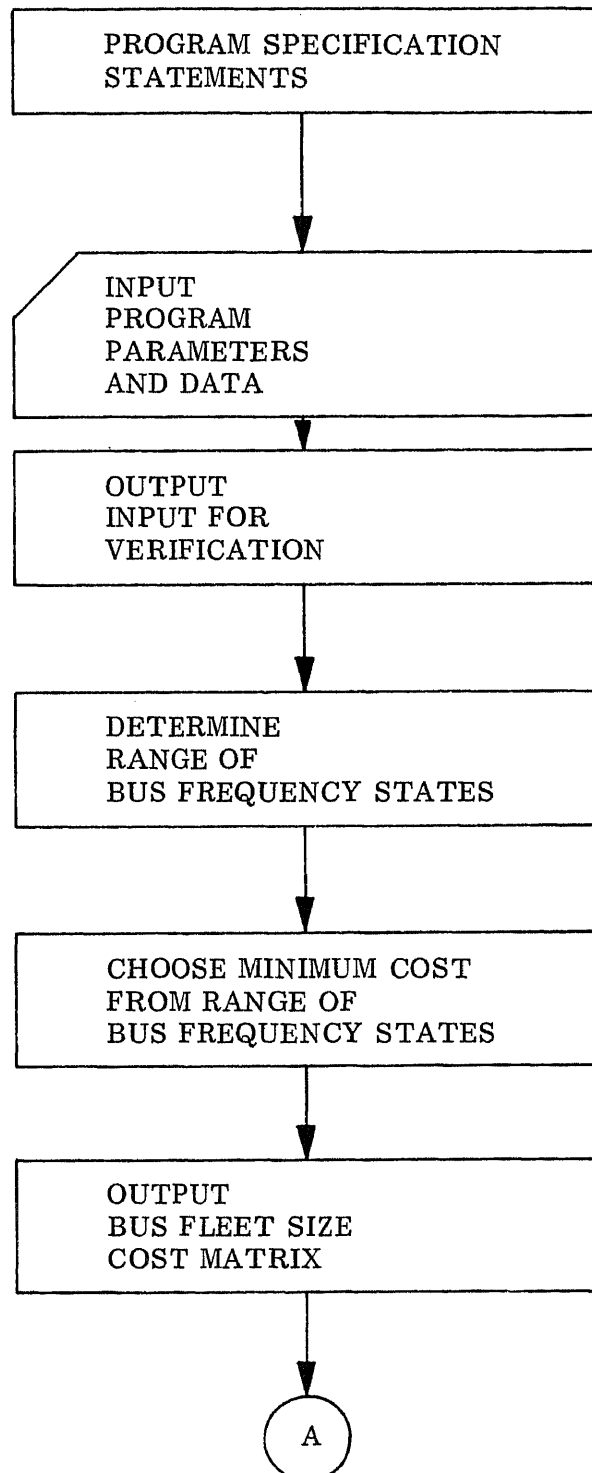 PROGRAM SPECIFICATION
STATEMENTS
INPUT
PROGRAM
PARAMETERS
AND DATA
OUTPUT
INPUT FOR
VERIFICATION
DETERMINE
RANGE OF
BUS FREQUENCY STATES
CHOOSE MINIMUM COST
FROM RANGE OF
BUS FREQUENCY STATES
OUTPUT
BUS FLEET SIZE
COST MATRIX
A